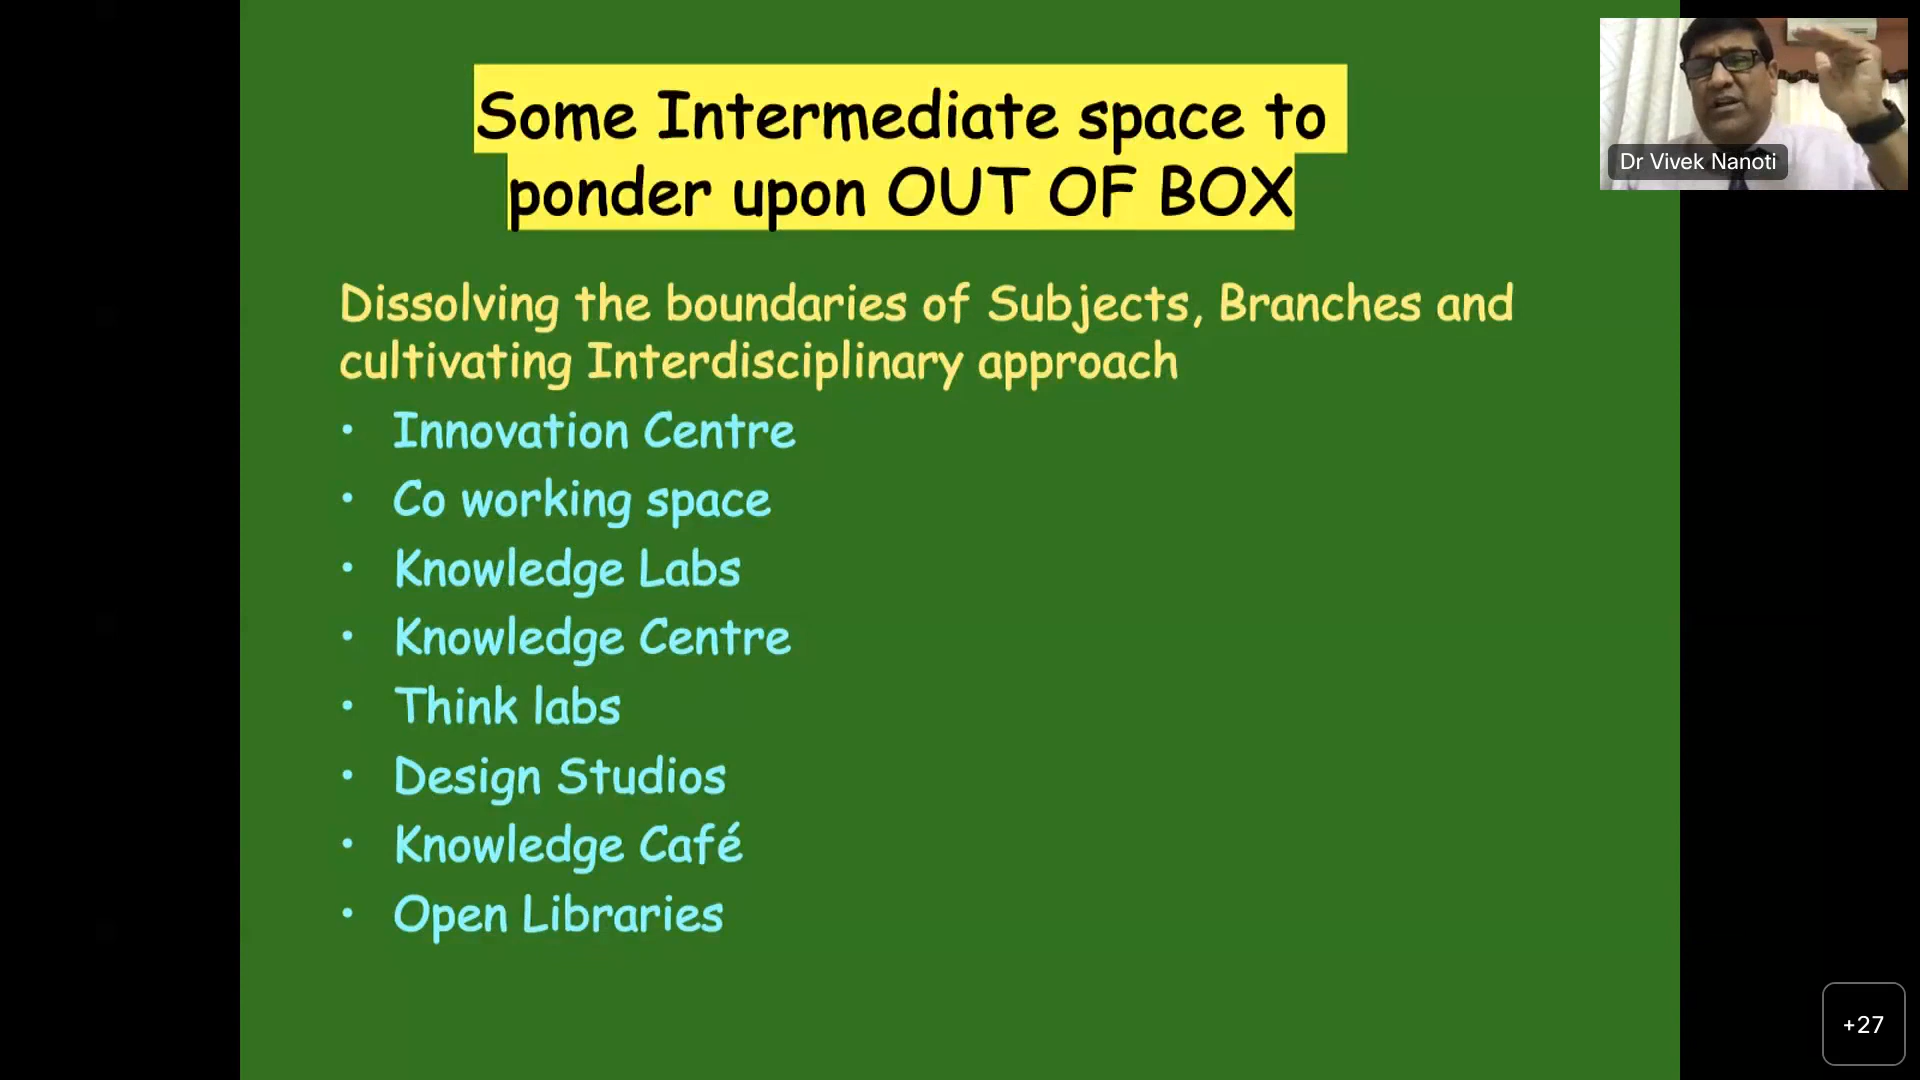 Some Intermediate space to
ponder upon OUT OF BOX
Dr Vivek Nanoti
Dissolving the boundaries of Subjects, Branches and
cultivating Interdisciplinary approach
• Innovation Centre
• Co working space
• Knowledge Labs
• Knowledge Centre
• Think labs
• Design Studios
• Knowledge Café
• Open Libraries
+27